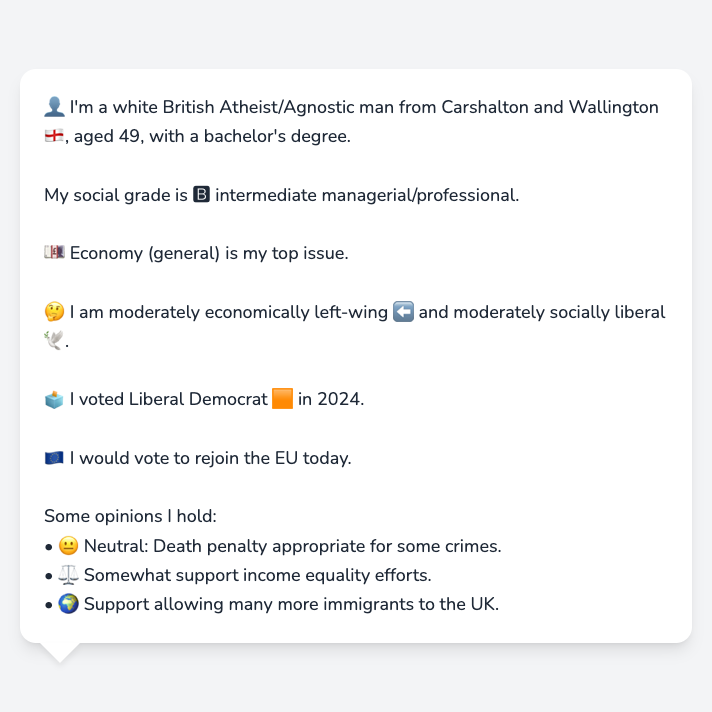 👤 I'm a white British Atheist/Agnostic man from Carshalton and Wallington
🏴󠁧󠁢󠁥󠁮󠁧󠁿, aged 49, with a bachelor's degree.
My social grade is 🅱 intermediate managerial/professional.
💷 Economy (general) is my top issue.
🤔 I am moderately economically left-wing ⬅️ and moderately socially liberal
🕊️.
🗳️ I voted Liberal Democrat 🟧 in 2024.
🇪🇺 I would vote to rejoin the EU today.
Some opinions I hold:
• 😐 Neutral: Death penalty appropriate for some crimes.
• ⚖️ Somewhat support income equality efforts.
• 🌍 Support allowing many more immigrants to the UK.